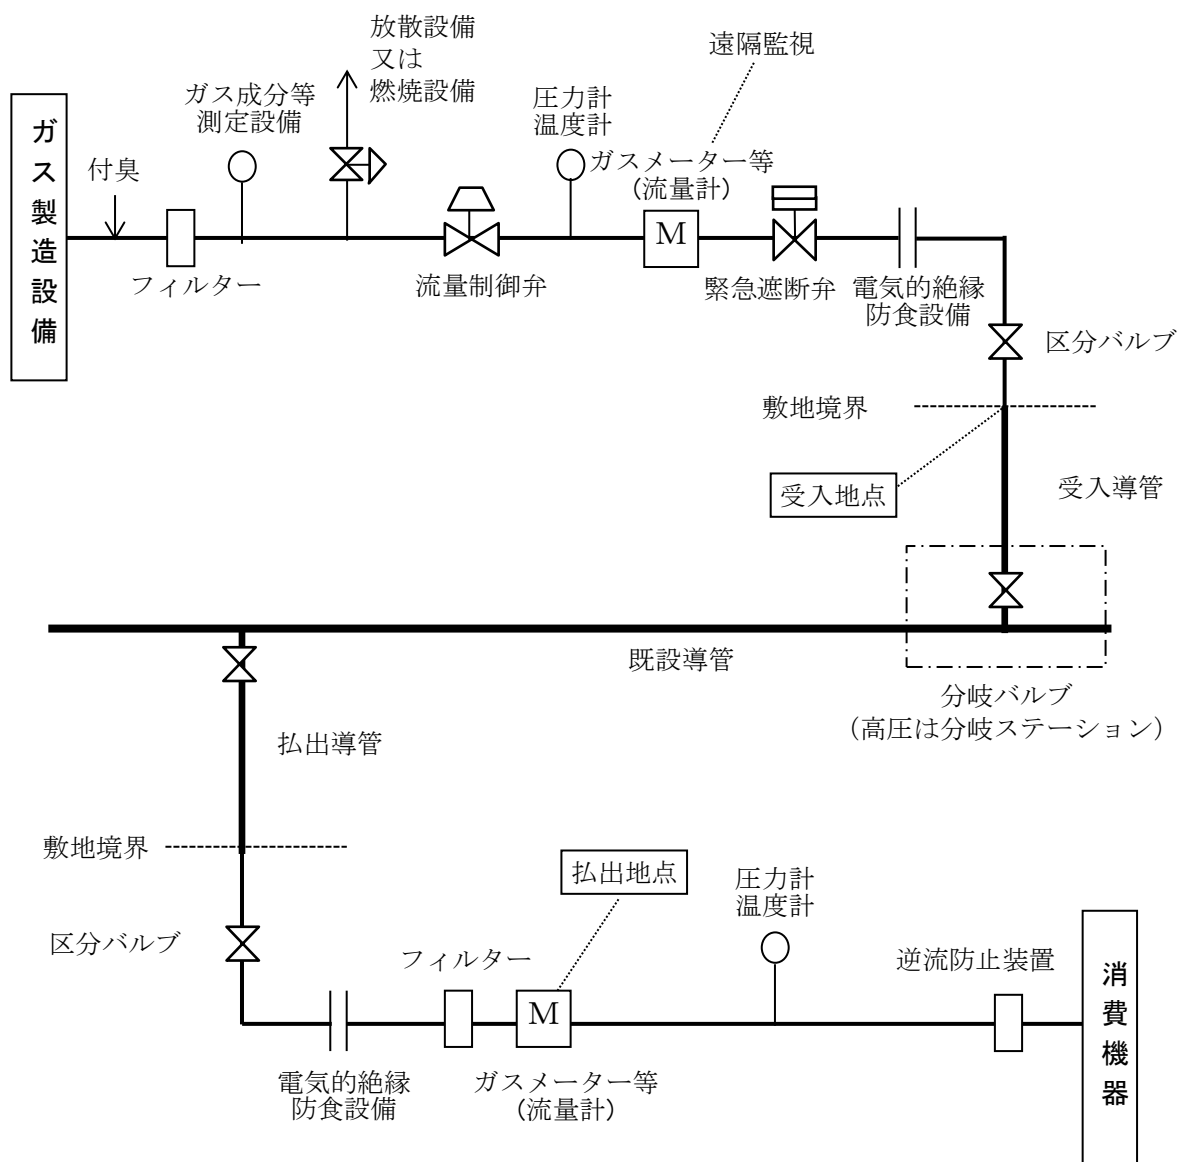 放散設備
又は
燃焼設備
遠隔監視
ガス成分等
測定設備
圧力計
温度計
ガス製造設備
付臭
ガスメーター等
(流量計)
M
フィルター
流量制御弁
緊急遮断弁
電気的絶縁
防食設備
区分バルブ
敷地境界
受入地点
受入導管
既設導管
分岐バルブ
（高圧は分岐ステーション）
払出導管
敷地境界
払出地点
圧力計
温度計
区分バルブ
フィルター
逆流防止装置
消費機器
M
電気的絶縁
防食設備
ガスメーター等
(流量計)